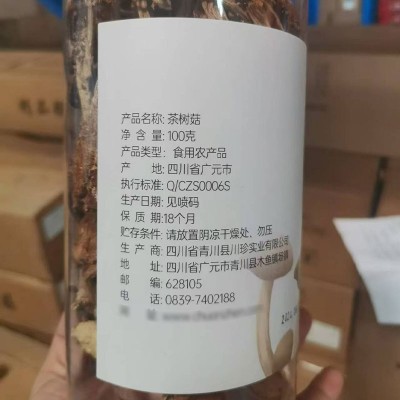 产品名称: 茶树菇
净 含 量: 100克
产品类型: 食用农产品
产 地: 四川省广元市
执行标准: Q/CZS0006S
生产日期: 见喷码
保 质 期: 18个月
贮存条件: 请放置阴凉干燥处、勿压
生 产 商: 四川省青川县川珍实业有限公司
地 址: 四川省广元市青川县木鱼镇
邮 编: 628105
电 话: 0839-7402188